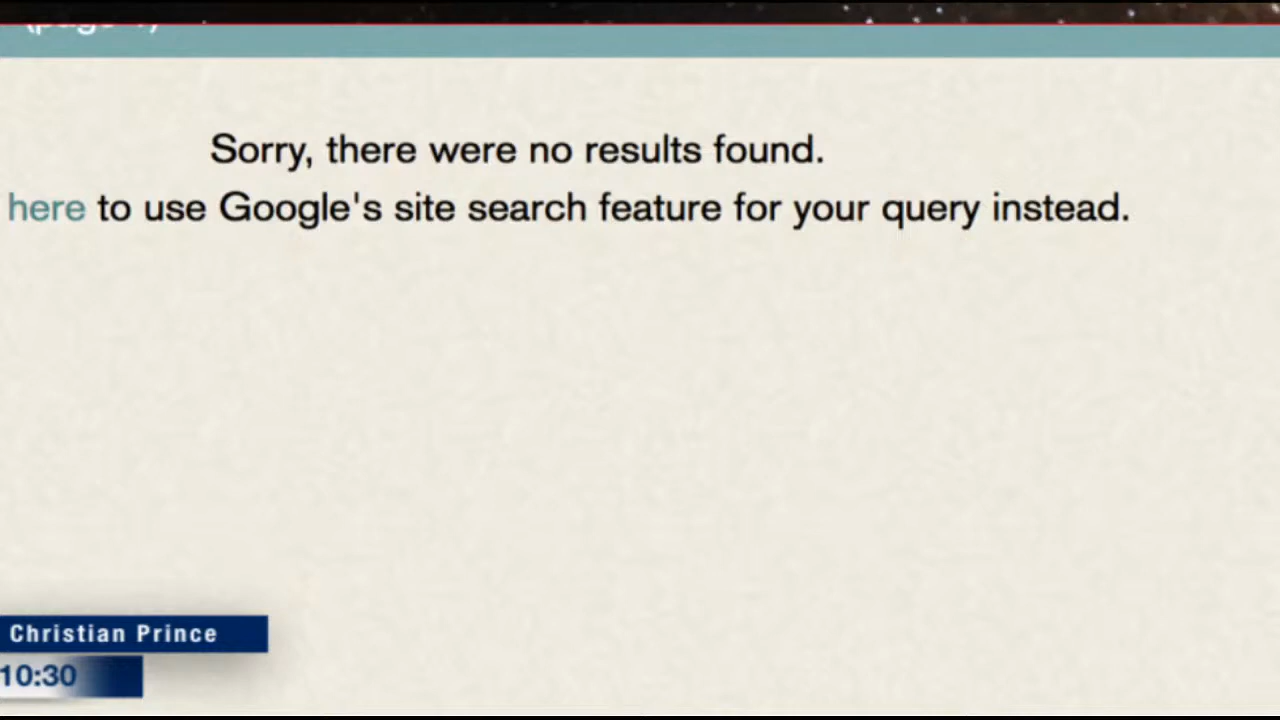 Sorry, there were no results found.
here to use Google's site search feature for your query instead.
Christian Prince
10:30